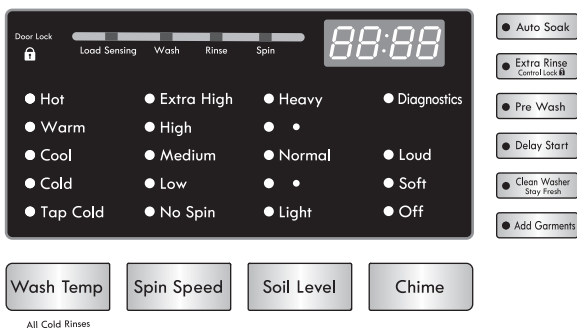 Door Lock
Load Sensing Wash Rinse Spin
88:88
Hot Extra High Heavy Diagnostics
Warm High
Cool Medium Normal Loud
Cold Low Soft
Tap Cold No Spin Light Off
Auto Soak
Extra Rinse
Control Lock
Pre Wash
Delay Start
Clean Washer
Stay Fresh
Add Garments
Wash Temp Spin Speed Soil Level Chime
All Cold Rinses